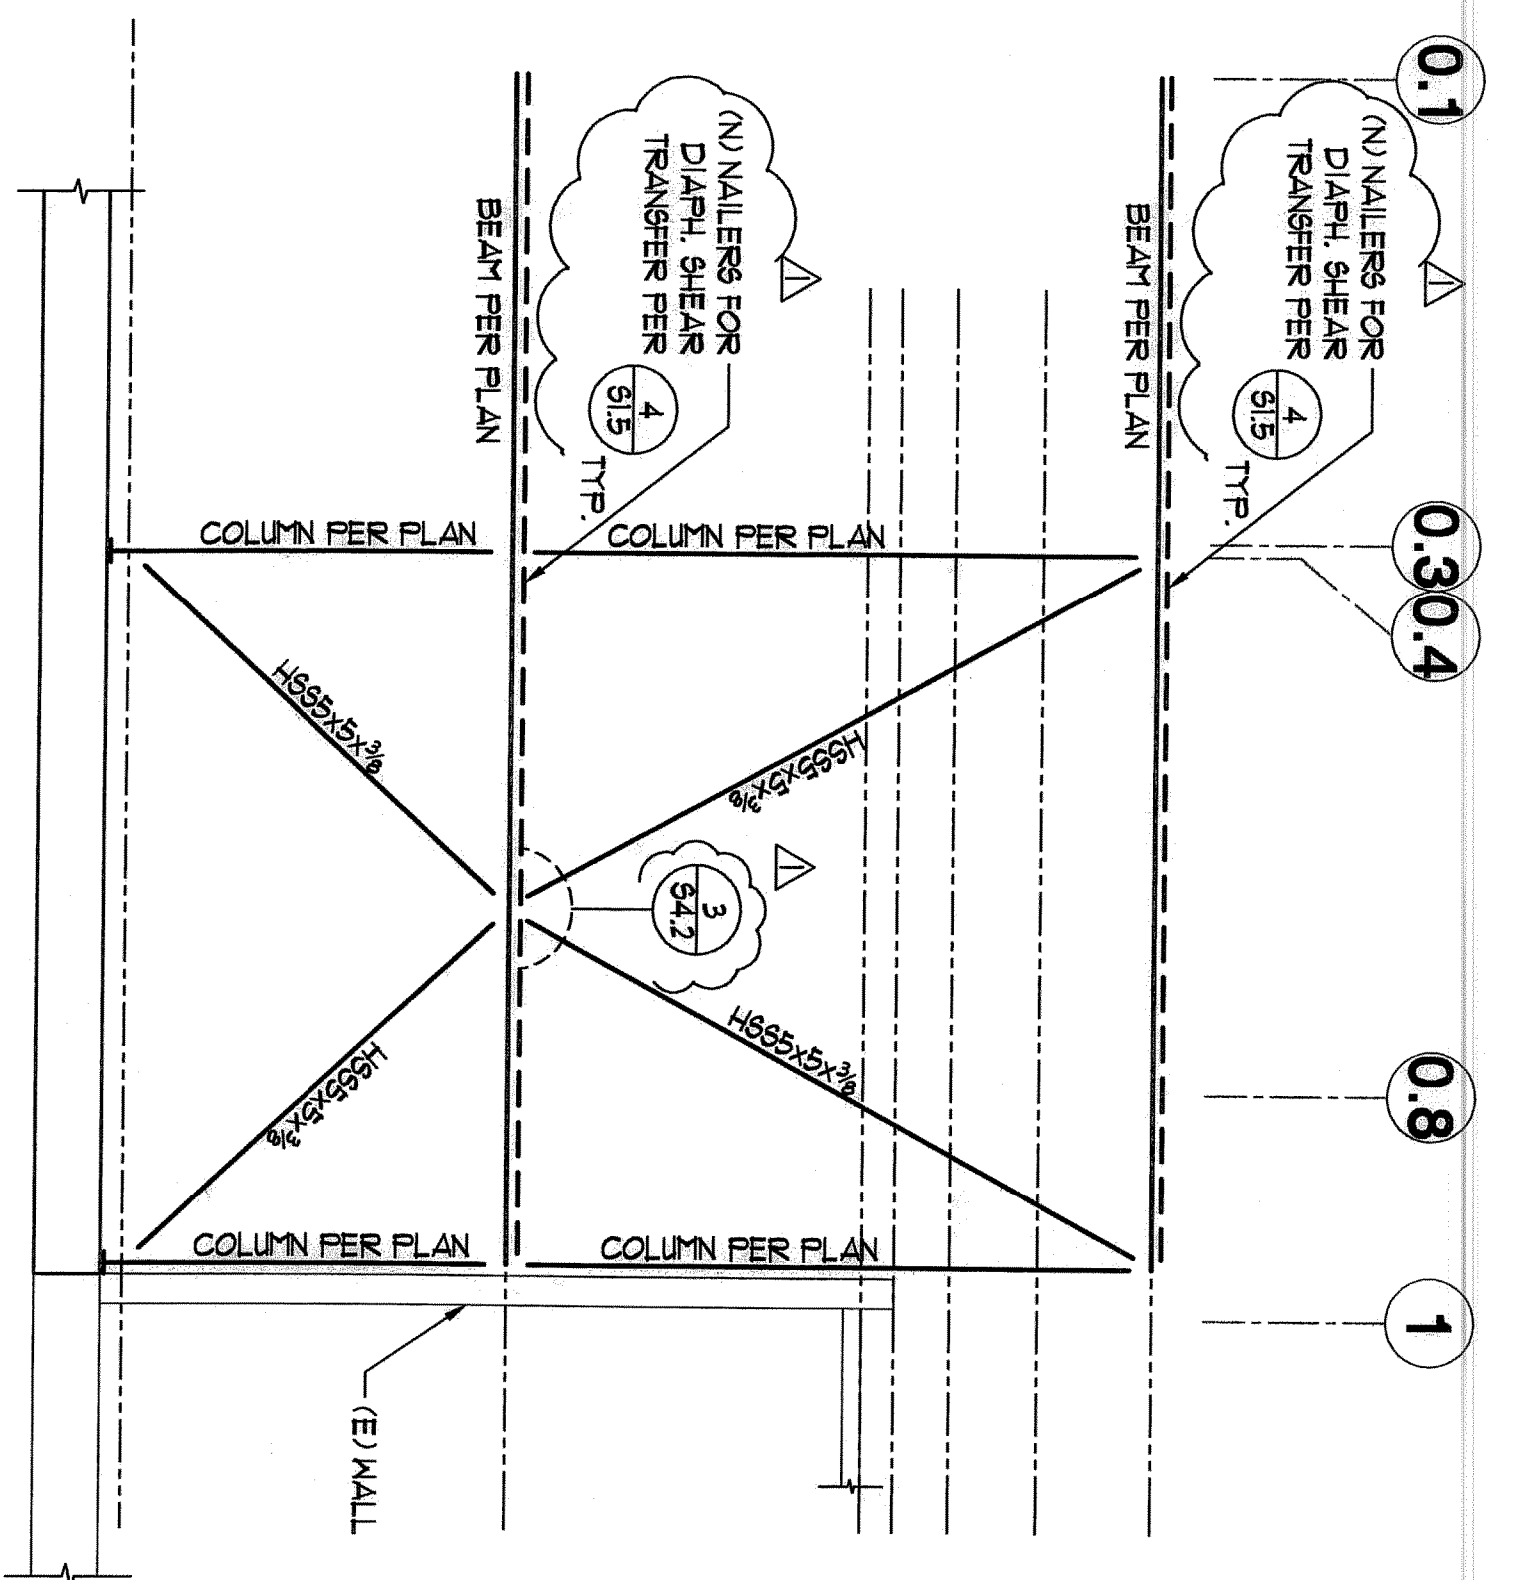 0.1
0.3
0.4
0.8
1
(N) NAILERS FOR
DIAPH. SHEAR
TRANSFER PER
4
S1.5
TYP.
1
BEAM PER PLAN
(N) NAILERS FOR
DIAPH. SHEAR
TRANSFER PER
4
S1.5
TYP.
1
BEAM PER PLAN
COLUMN PER PLAN
COLUMN PER PLAN
HSS5x5x3/8
HSS5x5x3/8
3
S4.2
1
HSS5x5x3/8
HSS5x5x3/8
COLUMN PER PLAN
COLUMN PER PLAN
(E) WALL